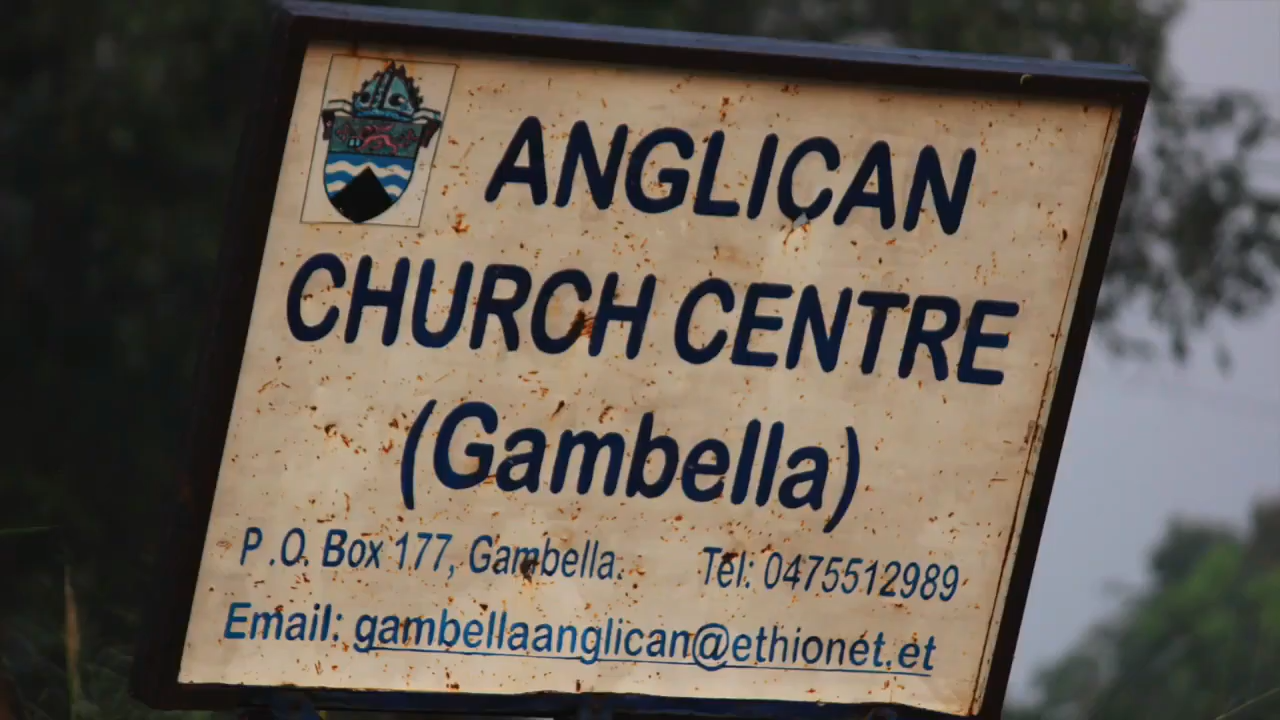 ANGLICAN
CHURCH CENTRE
(Gambella)
P.O. Box 177, Gambella. Tel: 0475512989
Email: gambellaanglican@ethionet.et